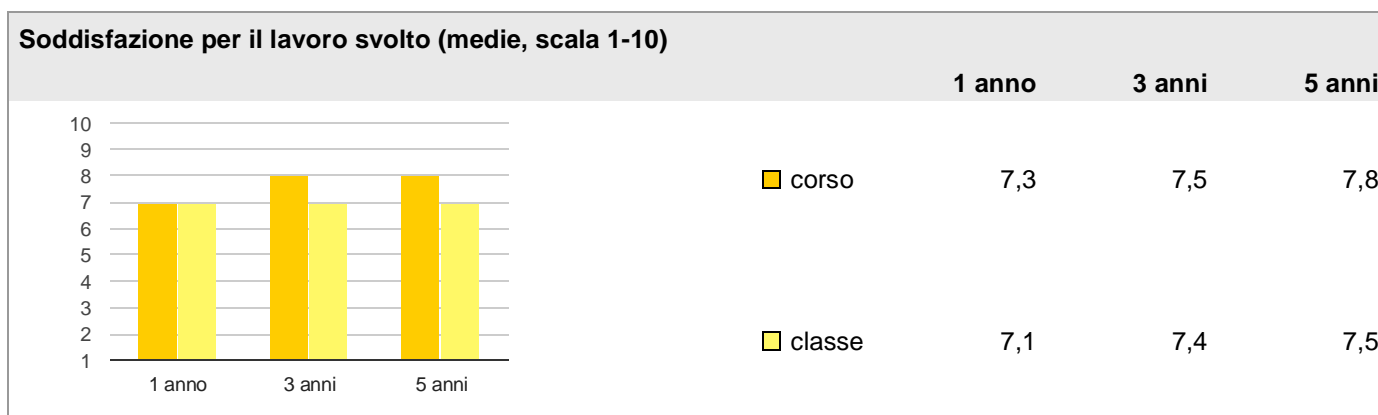 Soddisfazione per il lavoro svolto (medie, scala 1-10)
1 anno 3 anni 5 anni
10
9
8
7
6
5
4
3
2
1
1 anno 3 anni 5 anni
corso 7,3 7,5 7,8
classe 7,1 7,4 7,5